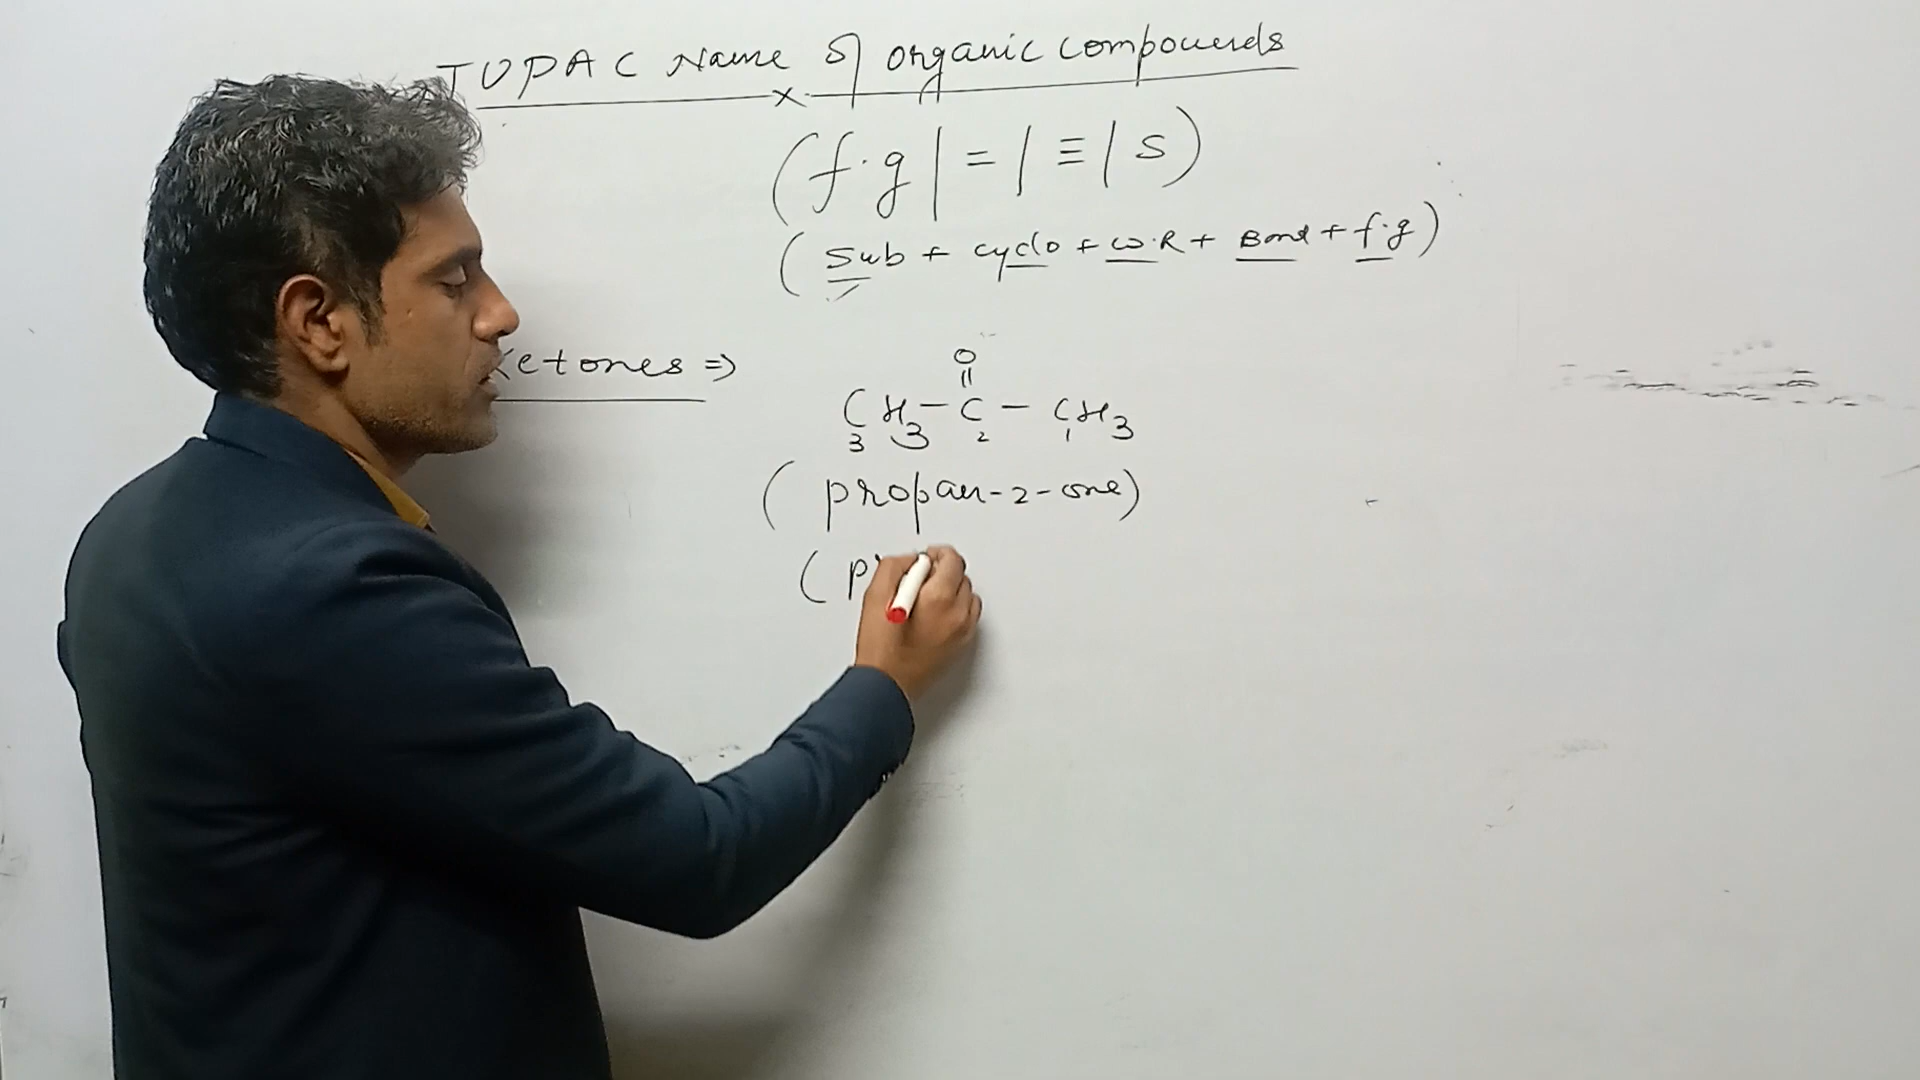 IUPAC Name of organic compounds
(f.g | = | ≡ | S)
(Sub + cyclo + W.R + Bond + f.g)
Ketones ⇒
O
||
CH3 – C – CH3
3 2 1
(propan-2-one)
(p